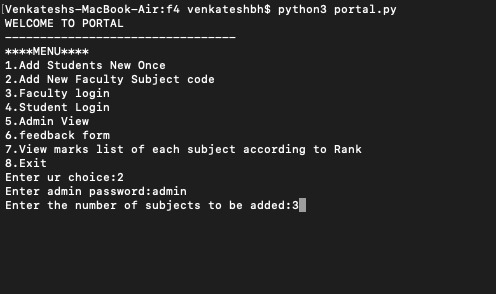 Venkateshs-MacBook-Air:f4 venkateshbh$ python3 portal.py
WELCOME TO PORTAL
---------------------------------
****MENU****
1.Add Students New Once
2.Add New Faculty Subject code
3.Faculty login
4.Student Login
5.Admin View
6.feedback form
7.View marks list of each subject according to Rank
8.Exit
Enter ur choice:2
Enter admin password:admin
Enter the number of subjects to be added:3